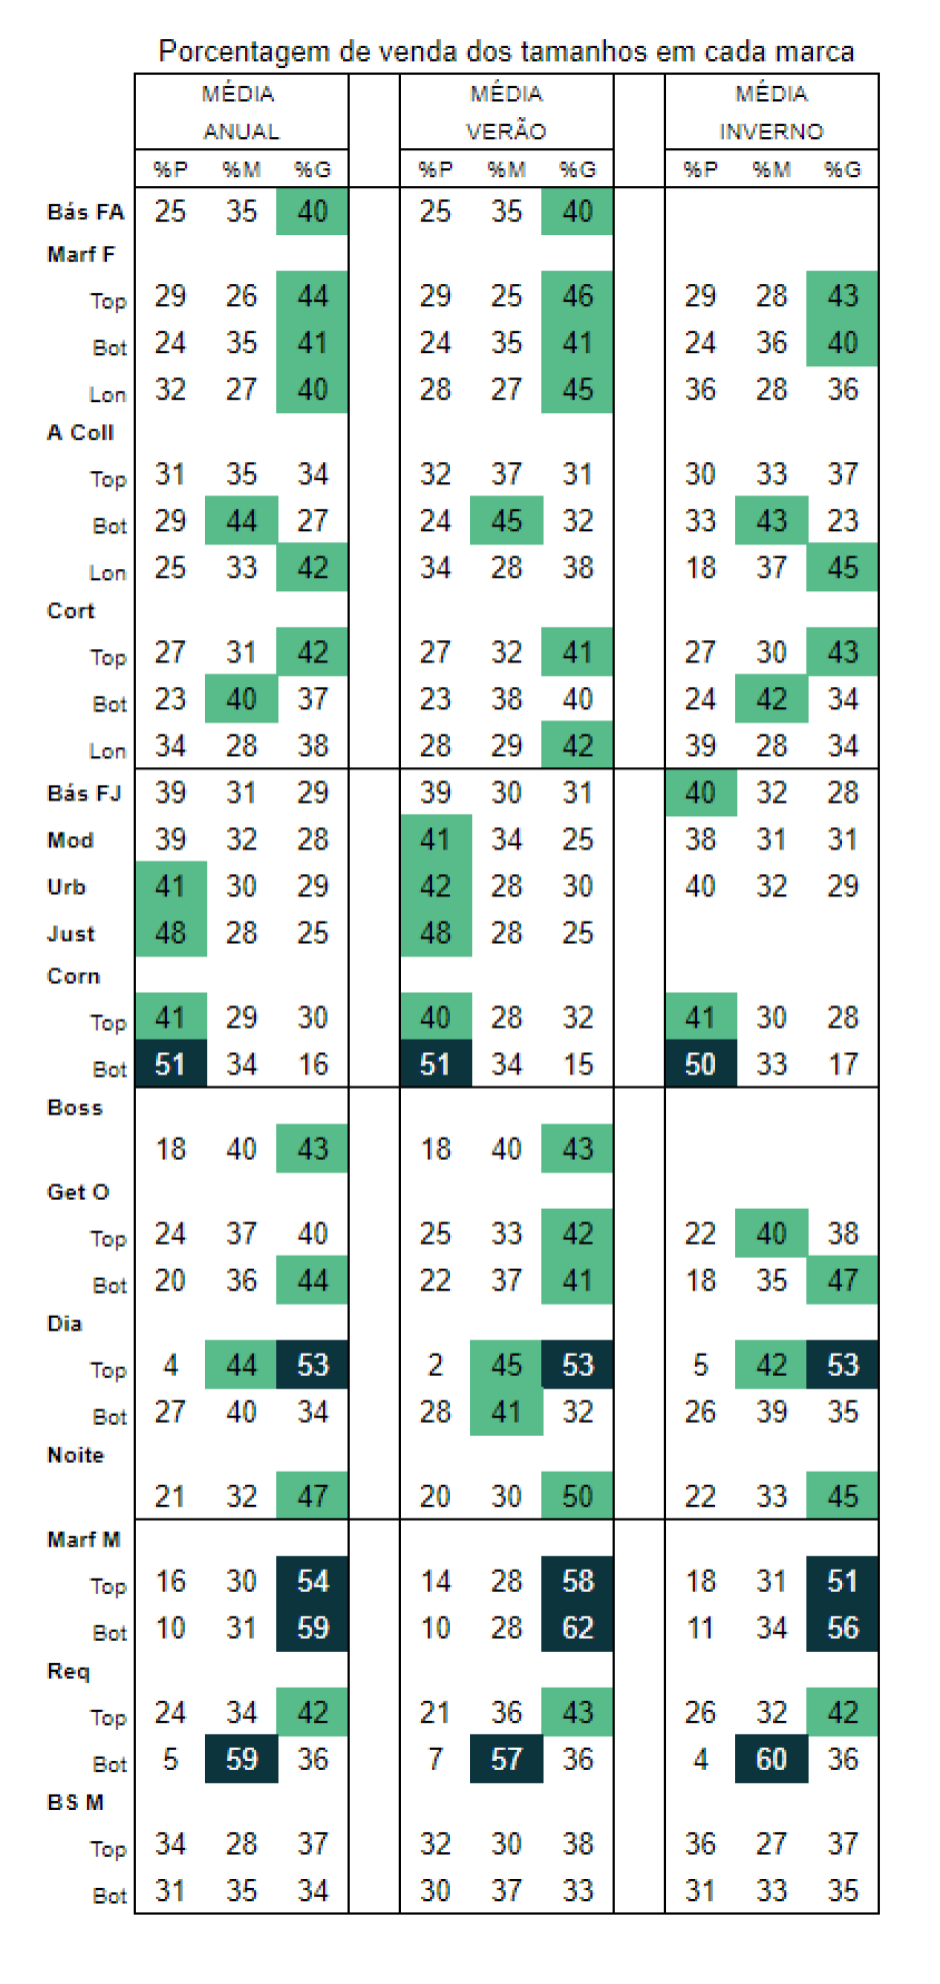 Porcentagem de venda dos tamanhos em cada marca
MÉDIA MÉDIA MÉDIA
ANUAL VERÃO INVERNO
%P %M %G %P %M %G %P %M %G
Bás FA 25 35 40 25 35 40
Marf F
Top 29 26 44 29 25 46 29 28 43
Bot 24 35 41 24 35 41 24 36 40
Lon 32 27 40 28 27 45 36 28 36
A Coll
Top 31 35 34 32 37 31 30 33 37
Bot 29 44 27 24 45 32 33 43 23
Lon 25 33 42 34 28 38 18 37 45
Cort
Top 27 31 42 27 32 41 27 30 43
Bot 23 40 37 23 38 40 24 42 34
Lon 34 28 38 28 29 42 39 28 34
Bás FJ 39 31 29 39 30 31 40 32 28
Mod 39 32 28 41 34 25 38 31 31
Urb 41 30 29 42 28 30 40 32 29
Just 48 28 25 48 28 25
Corn
Top 41 29 30 40 28 32 41 30 28
Bot 51 34 16 51 34 15 50 33 17
Boss
18 40 43 18 40 43
Get O
Top 24 37 40 25 33 42 22 40 38
Bot 20 36 44 22 37 41 18 35 47
Dia
Top 4 44 53 2 45 53 5 42 53
Bot 27 40 34 28 41 32 26 39 35
Noite
21 32 47 20 30 50 22 33 45
Marf M
Top 16 30 54 14 28 58 18 31 51
Bot 10 31 59 10 28 62 11 34 56
Req
Top 24 34 42 21 36 43 26 32 42
Bot 5 59 36 7 57 36 4 60 36
BS M
Top 34 28 37 32 30 38 36 27 37
Bot 31 35 34 30 37 33 31 33 35